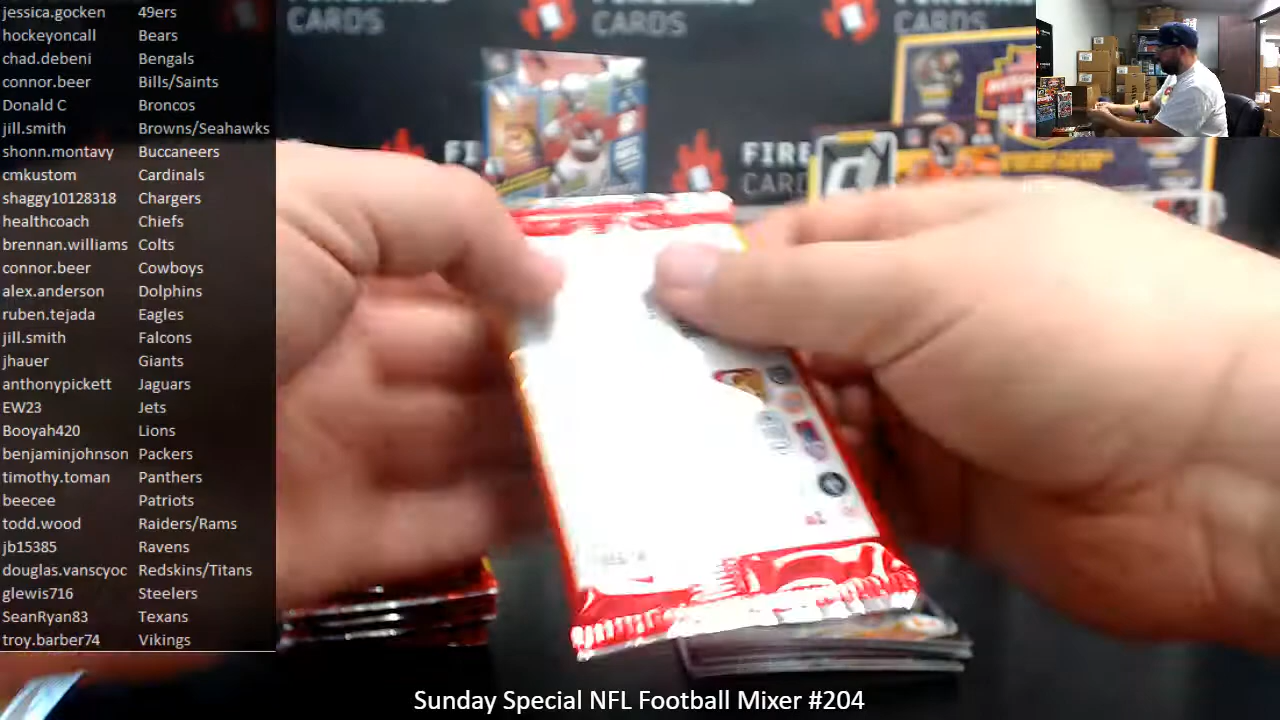 jessica.gocken 49ers
hockeyoncall Bears
chad.debeni Bengals
connor.beer Bills/Saints
Donald C Broncos
jill.smith Browns/Seahawks
shonn.montavy Buccaneers
cmkustom Cardinals
shaggy10128318 Chargers
healthcoach Chiefs
brennan.williams Colts
connor.beer Cowboys
alex.anderson Dolphins
ruben.tejada Eagles
jill.smith Falcons
jhauer Giants
anthonypickett Jaguars
EW23 Jets
Booyah420 Lions
benjaminjohnson Packers
timothy.toman Panthers
beecee Patriots
todd.wood Raiders/Rams
jb15385 Ravens
douglas.vanscyoc Redskins/Titans
glewis716 Steelers
SeanRyan83 Texans
troy.barber74 Vikings
CARDS
CARDS
FIRE
CARD
Sunday Special NFL Football Mixer #204